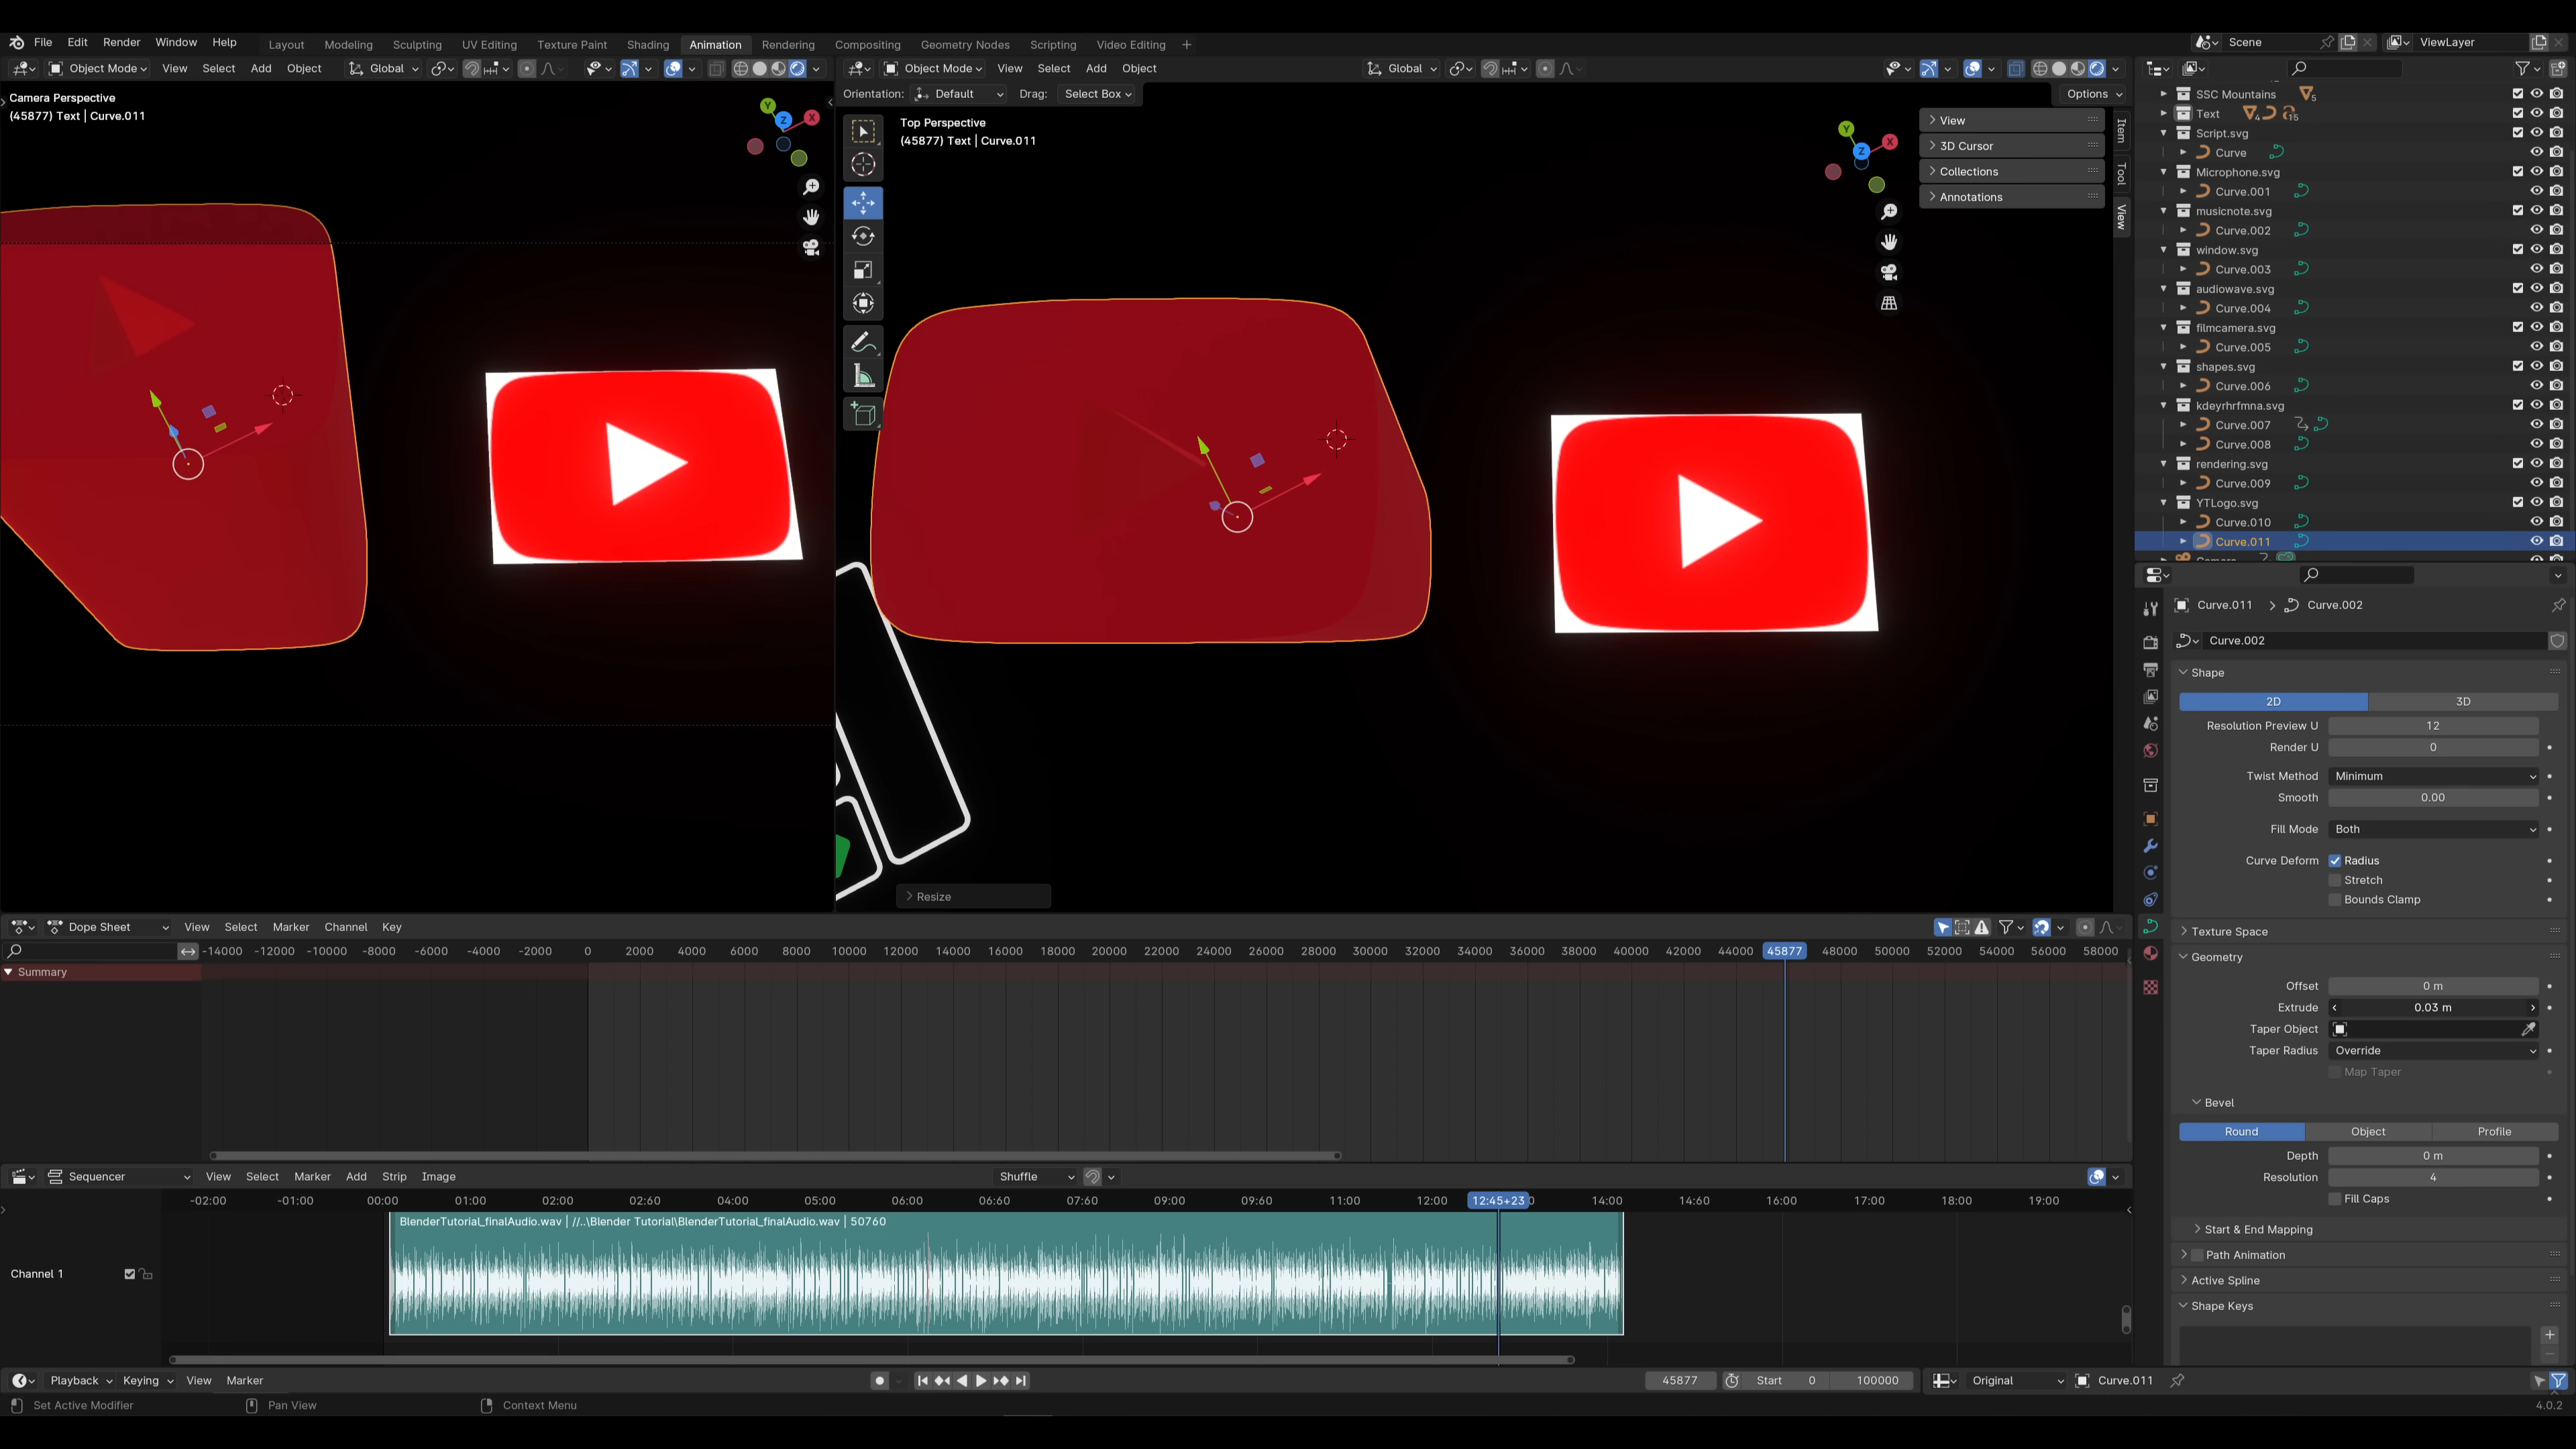 File Edit Render Window Help
Layout Modeling Sculpting UV Editing Texture Paint Shading Animation Rendering Compositing Geometry Nodes Scripting Video Editing +
Scene
ViewLayer
Object Mode View Select Add Object Global
Object Mode View Select Add Object Global
Orientation: Default Drag: Select Box
Options
Camera Perspective
(45877) Text | Curve.011
Top Perspective
(45877) Text | Curve.011
Y
X
Z
Y
X
Z
View
3D Cursor
Collections
Annotations
Item
Tool
View
Resize
SSC Mountains 5
Text 4 15
Script.svg
Curve
Microphone.svg
Curve.001
musicnote.svg
Curve.002
window.svg
Curve.003
audiowave.svg
Curve.004
filmcamera.svg
Curve.005
shapes.svg
Curve.006
kdeyrhrfmna.svg
Curve.007
Curve.008
rendering.svg
Curve.009
YTLogo.svg
Curve.010
Curve.011
Curve.011 > Curve.002
Curve.002
Shape
2D 3D
Resolution Preview U 12
Render U 0
Twist Method Minimum
Smooth 0.00
Fill Mode Both
Curve Deform Radius
Stretch
Bounds Clamp
Texture Space
Geometry
Offset 0 m
Extrude 0.03 m
Taper Object
Taper Radius Override
Map Taper
Bevel
Round Object Profile
Depth 0 m
Resolution 4
Fill Caps
Start & End Mapping
Path Animation
Active Spline
Shape Keys
Dope Sheet View Select Marker Channel Key
-14000 -12000 -10000 -8000 -6000 -4000 -2000 0 2000 4000 6000 8000 10000 12000 14000 16000 18000 20000 22000 24000 26000 28000 30000 32000 34000 36000 38000 40000 42000 44000 45877 48000 50000 52000 54000 56000 58000
Summary
Sequencer View Select Marker Add Strip Image Shuffle
-02:00 -01:00 00:00 01:00 02:00 02:60 04:00 05:00 06:00 06:60 07:60 09:00 09:60 11:00 12:00 12:45+23 14:00 14:60 16:00 17:00 18:00 19:00
BlenderTutorial_finalAudio.wav | //..\Blender Tutorial\BlenderTutorial_finalAudio.wav | 50760
Channel 1
Playback Keying View Marker
45877 Start 0 100000
Original Curve.011
Set Active Modifier Pan View Context Menu
4.0.2